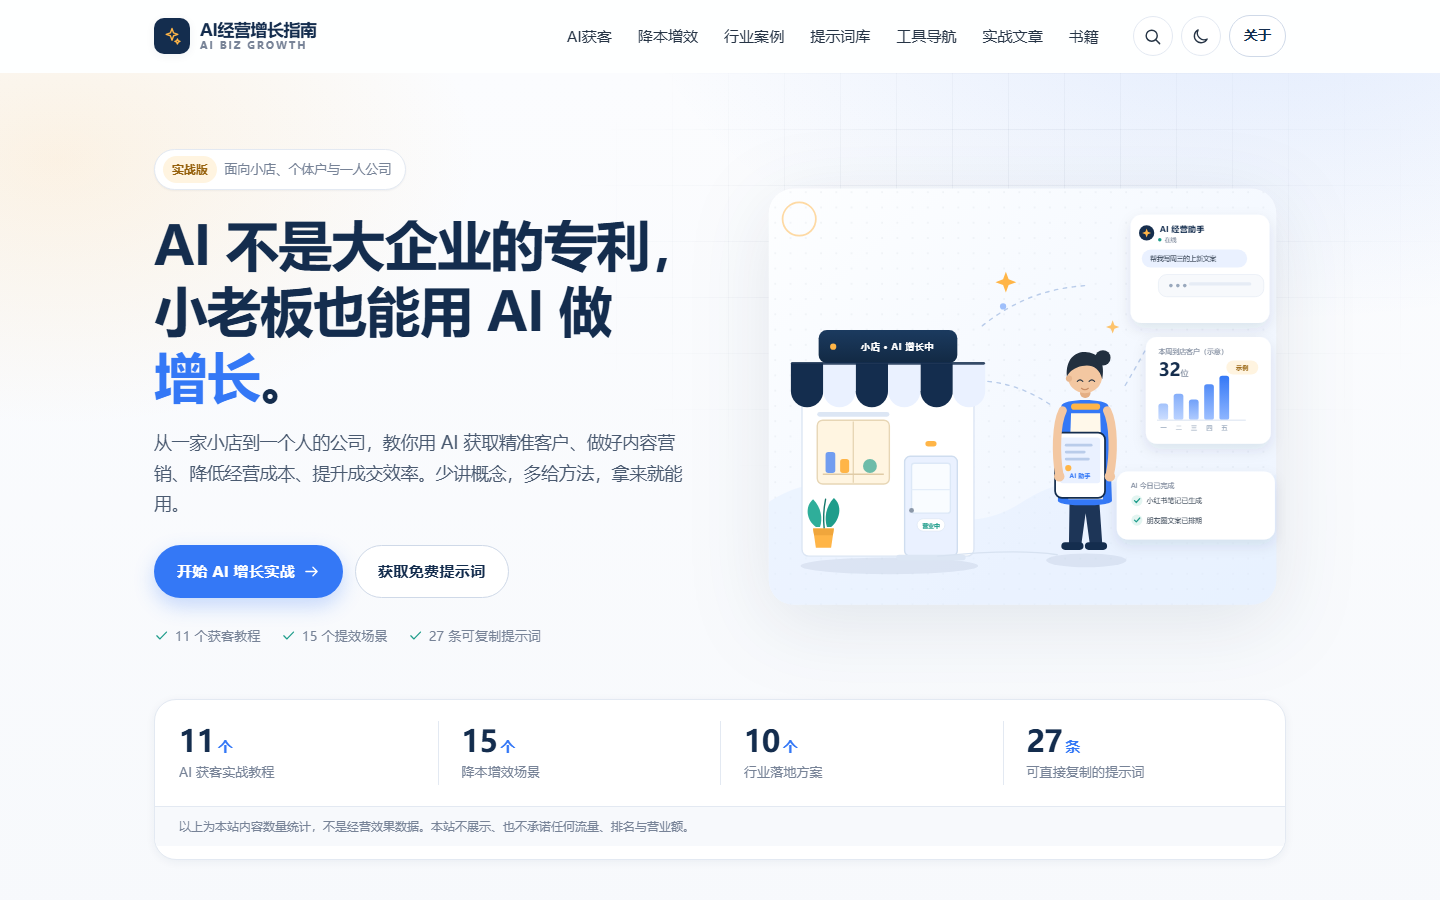 AI经营增长指南
AI BIZ GROWTH
AI获客
降本增效
行业案例
提示词库
工具导航
实战文章
书籍
关于
实战版 面向小店、个体户与一人公司
AI 不是大企业的专利，
小老板也能用 AI 做
增长。
从一家小店到一个人的公司，教你用 AI 获取精准客户、做好内容营
销、降低经营成本、提升成交效率。少讲概念，多给方法，拿来就能
用。
开始 AI 增长实战 →
获取免费提示词
11 个获客教程
15 个提效场景
27 条可复制提示词
小店 • AI 增长中
营业中
AI 助手
AI 经营助手
在线
帮我写周三的上新文案
本周到店客户（示意）
32位
示例
一 二 三 四 五
AI 今日已完成
小红书笔记已生成
朋友圈文案已排期
11个
AI 获客实战教程
15个
降本增效场景
10个
行业落地方案
27条
可直接复制的提示词
以上为本站内容数量统计，不是经营效果数据。本站不展示、也不承诺任何流量、排名与营业额。